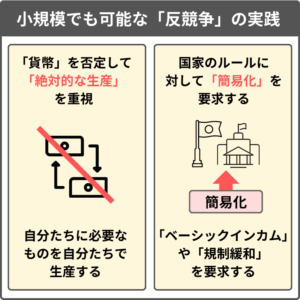 小規模でも可能な「反競争」の実践
「貨幣」を否定して
「絶対的な生産」
を重視
自分たちに必要な
ものを自分たちで
生産する
国家のルールに
対して「簡易化」を
要求する
簡易化
「ベーシックインカム」
や「規制緩和」
を要求する